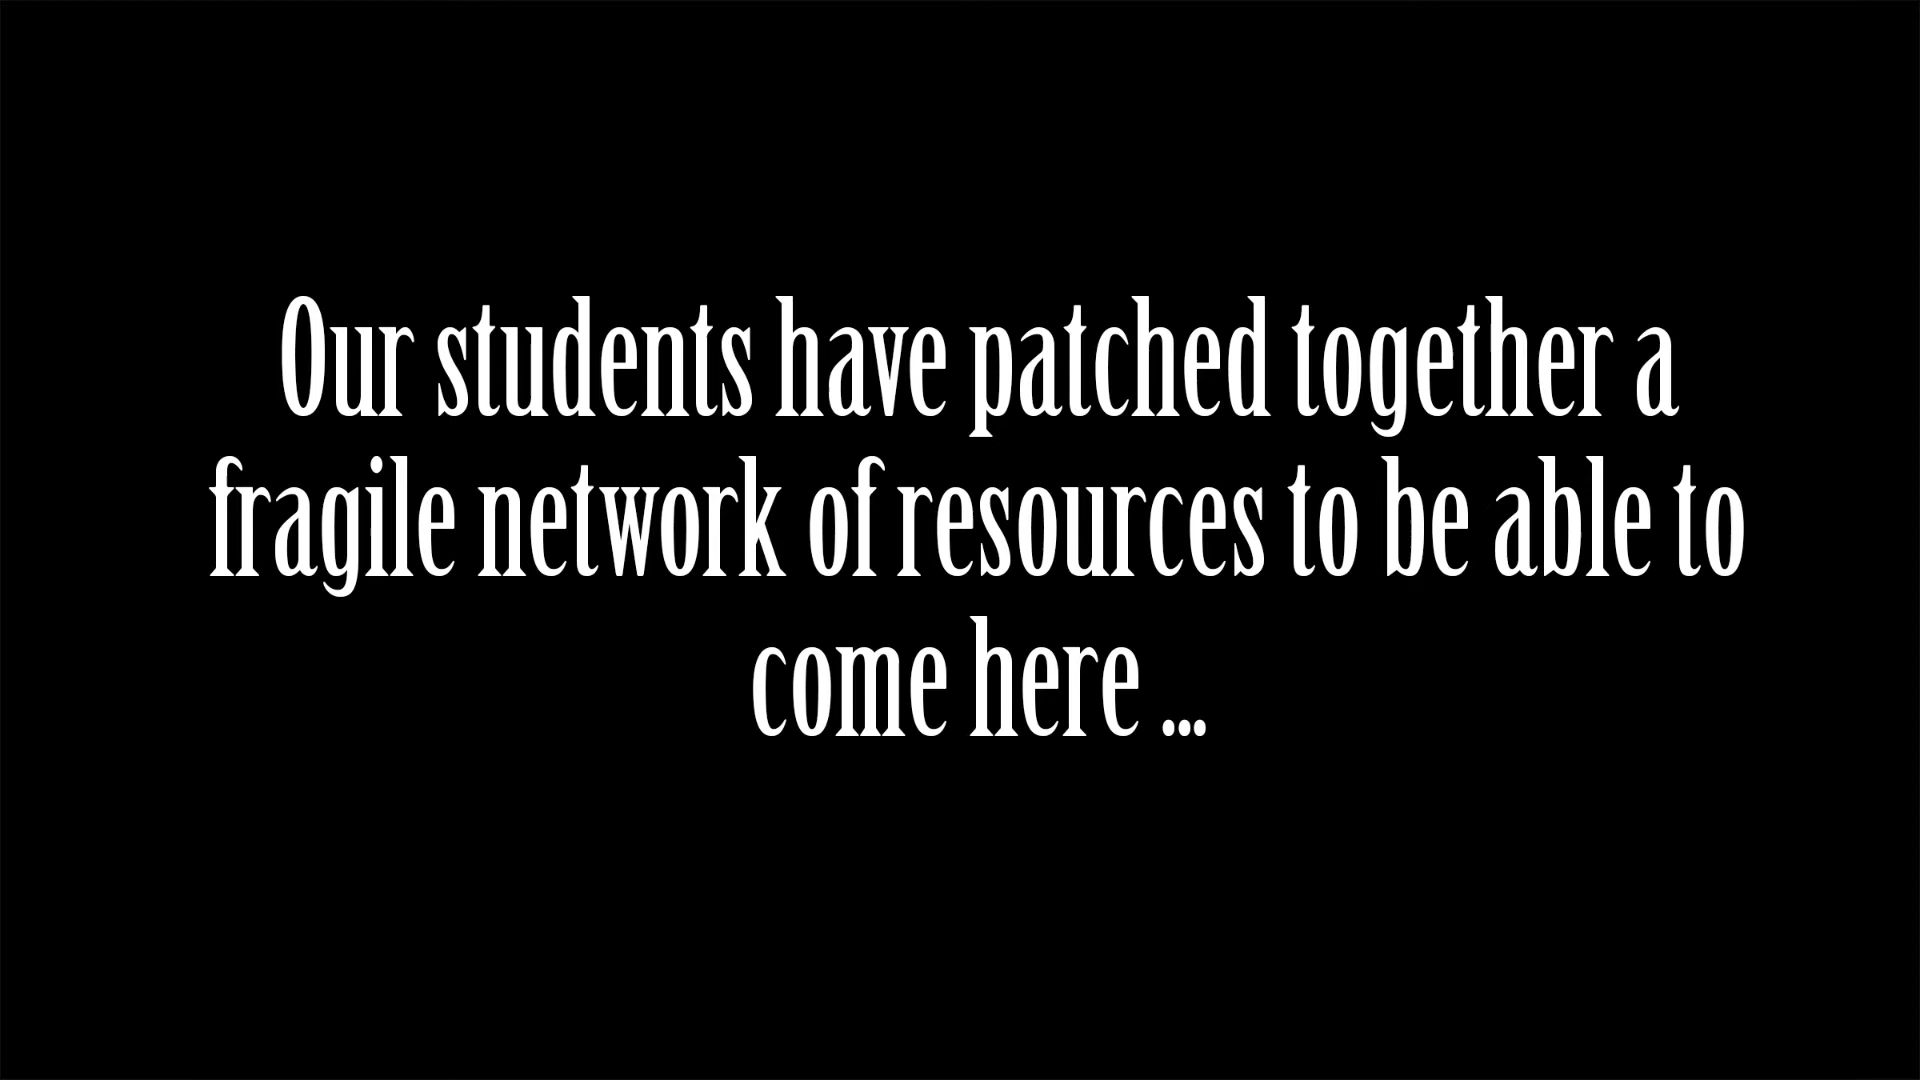 Our students have patched together a
fragile network of resources to be able to
come here ...